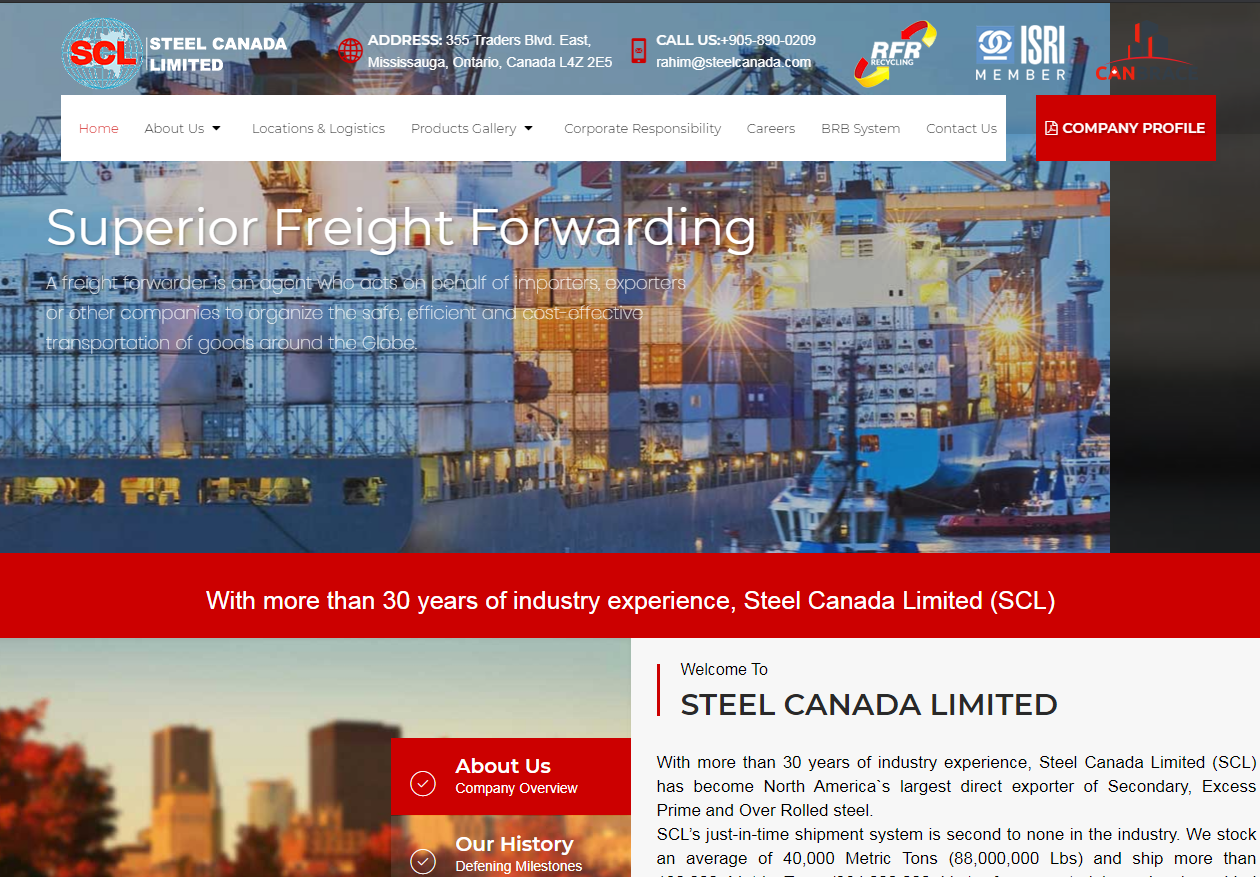 SCL
STEEL CANADA
LIMITED
ADDRESS: 355 Traders Blvd. East,
Mississauga, Ontario, Canada L4Z 2E5
CALL US:+905-890-0209
rahim@steelcanada.com
RFR
RECYCLING
ISRI
MEMBER
CAN
Home
About Us
Locations & Logistics
Products Gallery
Corporate Responsibility
Careers
BRB System
Contact Us
COMPANY PROFILE
Superior Freight Forwarding
A freight forwarder is an agent who acts on behalf of importers, exporters
or other companies to organize the safe, efficient and cost-effective
transportation of goods around the Globe.
With more than 30 years of industry experience, Steel Canada Limited (SCL)
About Us
Company Overview
Our History
Defening Milestones
Welcome To
STEEL CANADA LIMITED
With more than 30 years of industry experience, Steel Canada Limited (SCL)
has become North America`s largest direct exporter of Secondary, Excess
Prime and Over Rolled steel.
SCL’s just-in-time shipment system is second to none in the industry. We stock
an average of 40,000 Metric Tons (88,000,000 Lbs) and ship more than